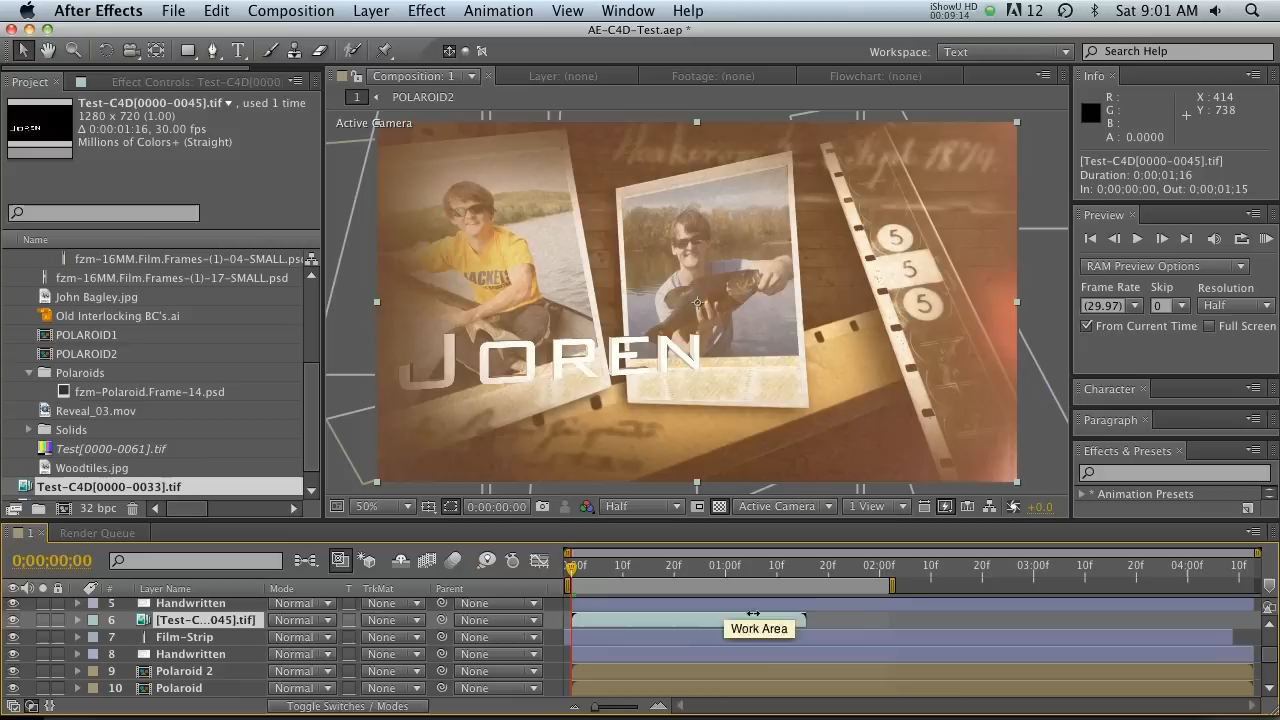 After Effects File Edit Composition Layer Effect Animation View Window Help iShowU HD 00:09:14 12 Sat 9:01 AM
AE-C4D-Test.aep *
Workspace: Text Search Help
Project Effect Controls: Test-C4D[0000 Composition: 1 Layer: (none) Footage: (none) Flowchart: (none) Info
Test-C4D[0000-0045].tif , used 1 time
1280 x 720 (1.00)
Δ 0:00:01:16, 30.00 fps
Millions of Colors+ (Straight)
1 POLAROID2
Active Camera
R: X : 414
G: Y : 738
B:
A : 0.0000
[Test-C4D[0000-0045].tif]
Duration: 0:00:01:16
In: 0;00;00;00, Out: 0;00;01;15
Preview
RAM Preview Options
Frame Rate Skip Resolution
(29.97) 0 Half
From Current Time Full Screen
Character
Paragraph
Effects & Presets
* Animation Presets
Name
fzm-16MM.Film.Frames-(1)-04-SMALL.psd
fzm-16MM.Film.Frames-(1)-17-SMALL.psd
John Bagley.jpg
Old Interlocking BC's.ai
POLAROID1
POLAROID2
Polaroids
fzm-Polaroid.Frame-14.psd
Reveal_03.mov
Solids
Test[0000-0061].tif
Woodtiles.jpg
Test-C4D[0000-0033].tif
32 bpc
JOREN
5
5
5
50% 0:00:00:00 Half Active Camera 1 View +0.0
1 Render Queue
0;00;00;00
:00f 10f 20f 01:00f 10f 20f 02:00f 10f 20f 03:00f 10f 20f 04:00f 10f
# Layer Name Mode T TrkMat Parent
5 Handwritten Normal None None
6 [Test-C...045].tif] Normal None None
Work Area
7 Film-Strip Normal None None
8 Handwritten Normal None None
9 Polaroid 2 Normal None None
10 Polaroid Normal None None
Toggle Switches / Modes